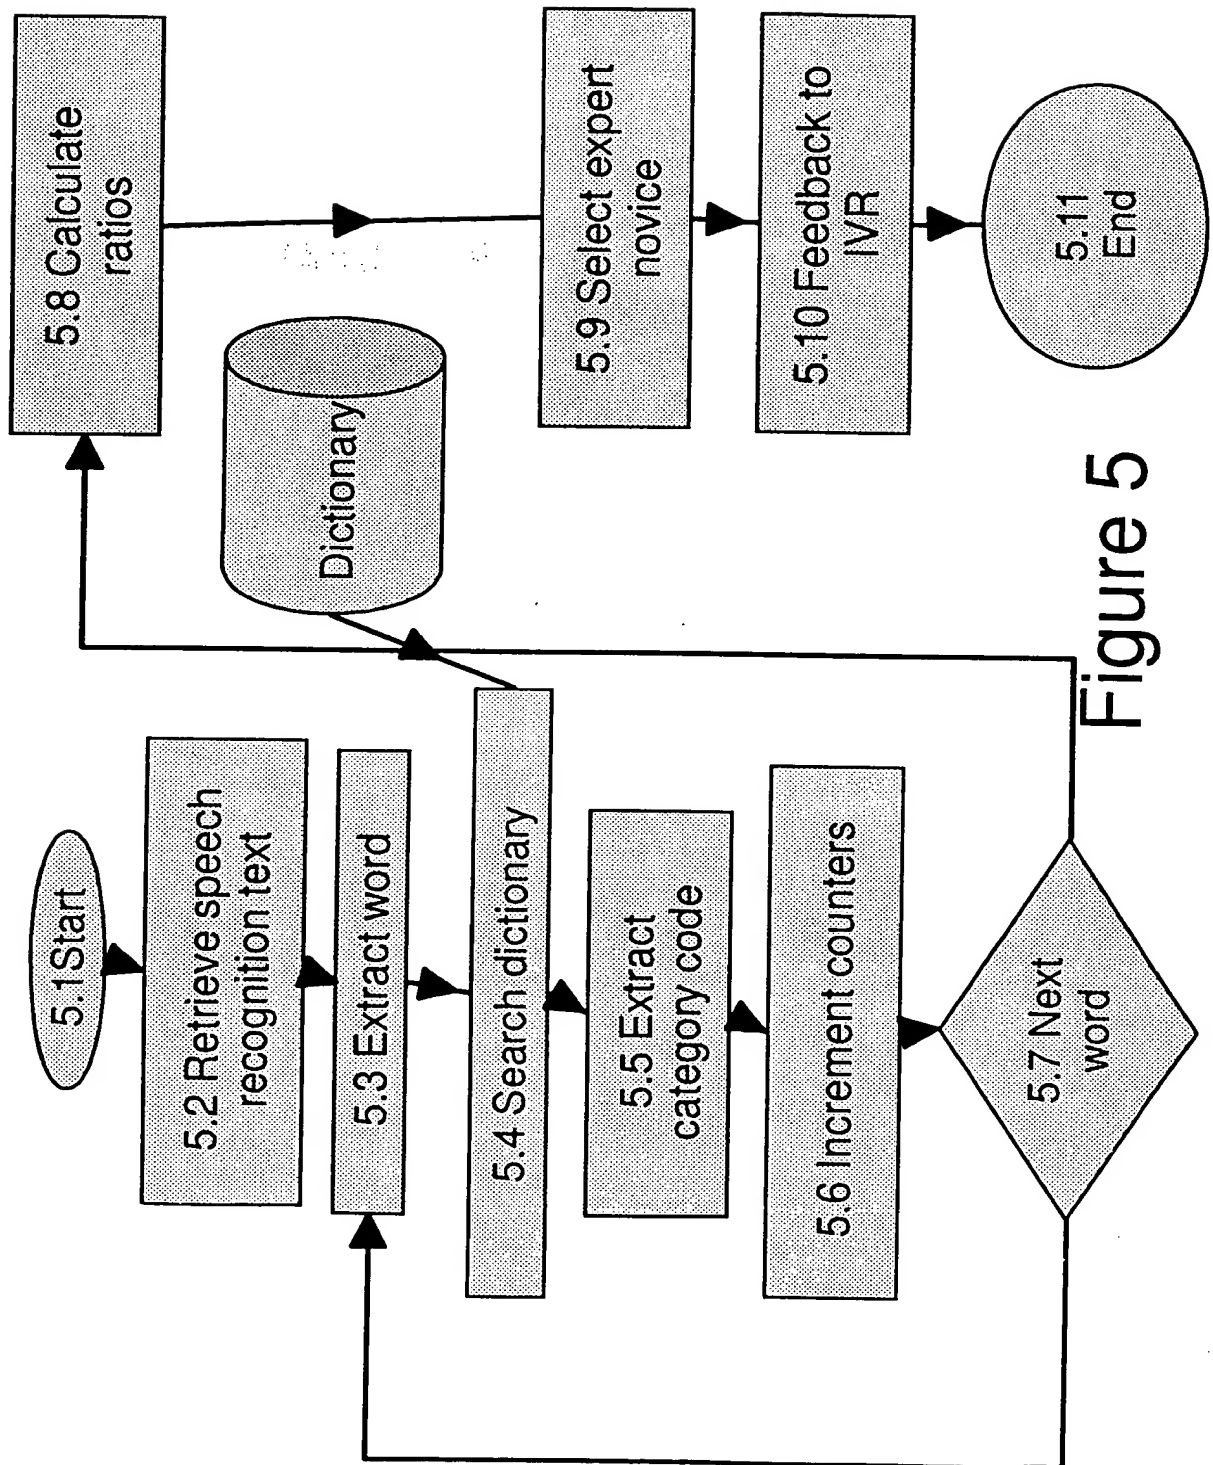 5.1Start
5.2 Retrieve speech
recognition text
5.3 Extract word
5.4 Search dictionary
5.5 Extract
category code
5.6 Increment counters
5.7 Next
word
Dictionary
5.8 Calculate
ratios
5.9 Select expert
novice
5.10 Feedback to
IVR
5.11
End
Figure 5